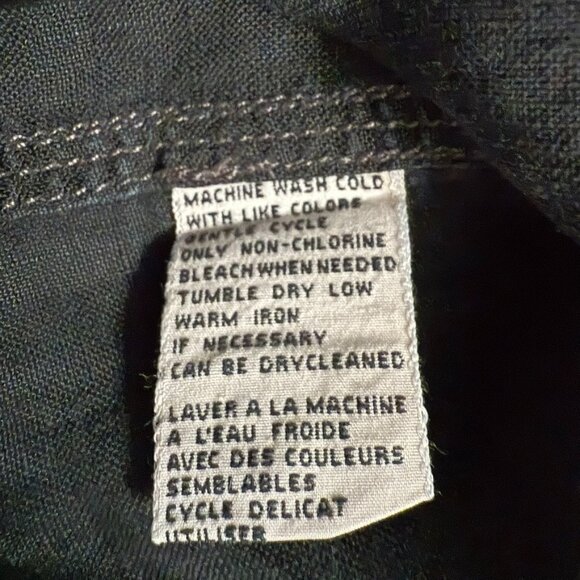 MACHINE WASH COLD
WITH LIKE COLORS
GENTLE CYCLE
ONLY NON-CHLORINE
BLEACH WHEN NEEDED
TUMBLE DRY LOW
WARM IRON
IF NECESSARY
CAN BE DRYCLEANED
LAVER A LA MACHINE
A L'EAU FROIDE
AVEC DES COULEURS
SEMBLABLES
CYCLE DELICAT
UTILISER